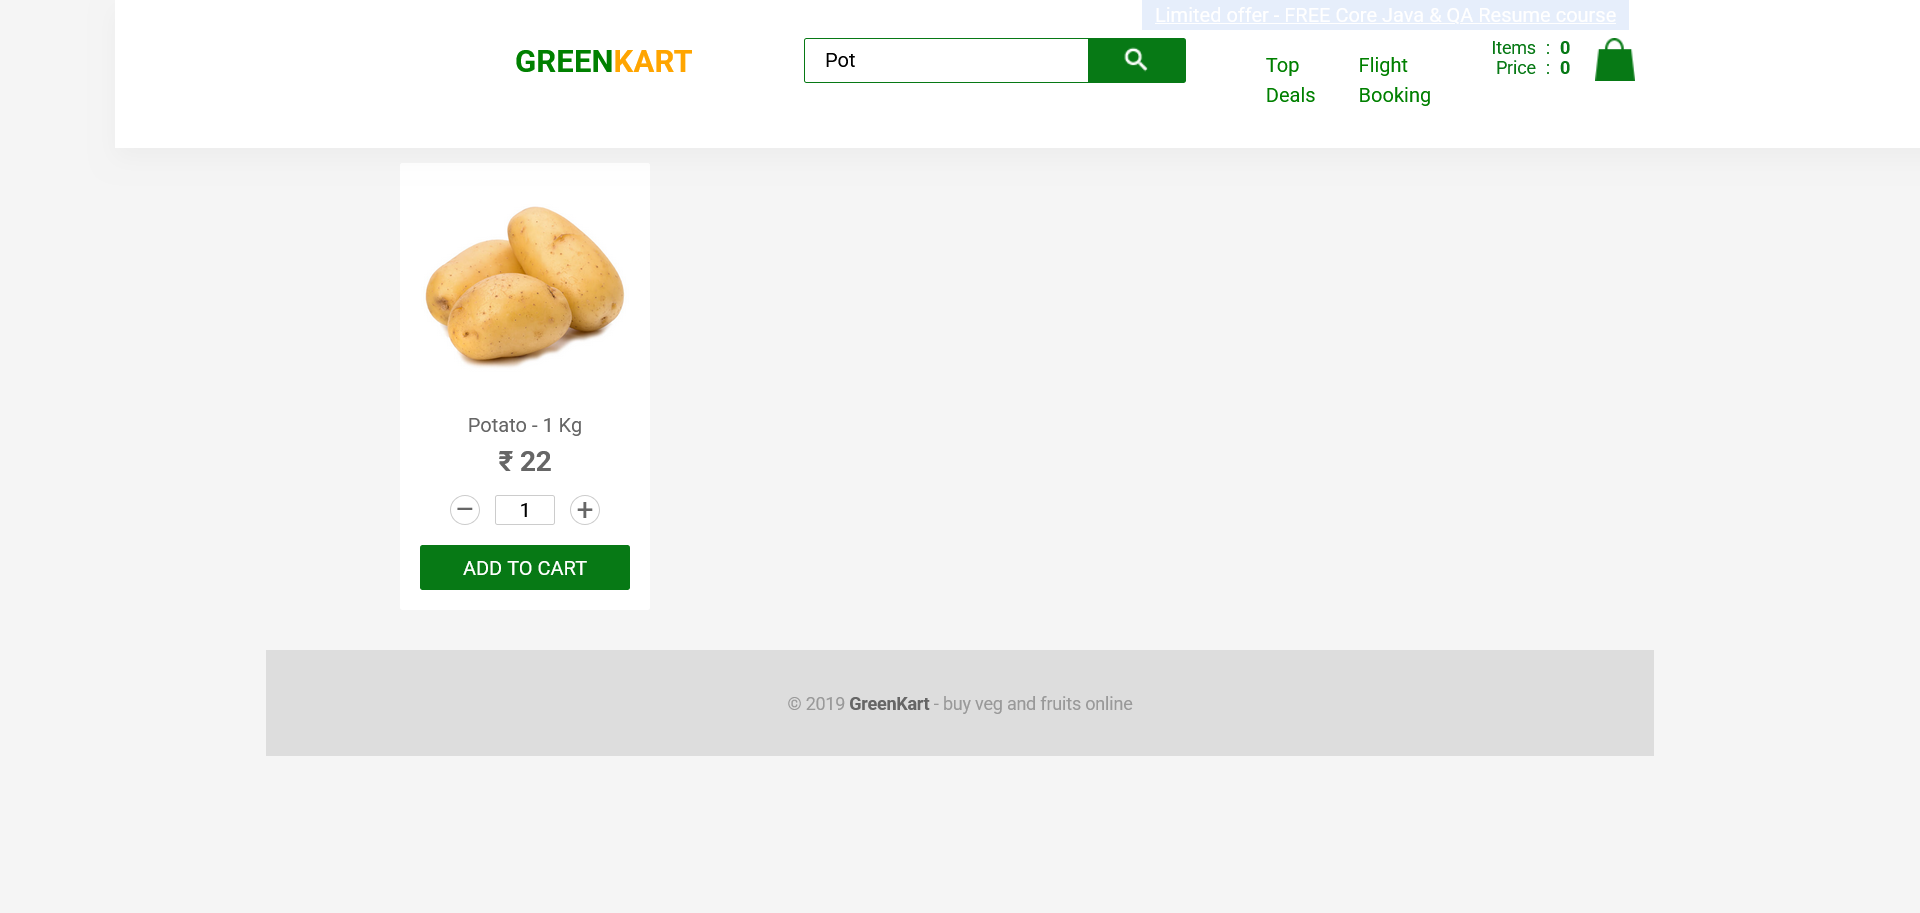 Limited offer - FREE Core Java & QA Resume course
GREENKART
Pot
Top
Deals
Flight
Booking
Items : 0
Price : 0
Potato - 1 Kg
₹ 22
– 1 +
ADD TO CART
© 2019 GreenKart - buy veg and fruits online